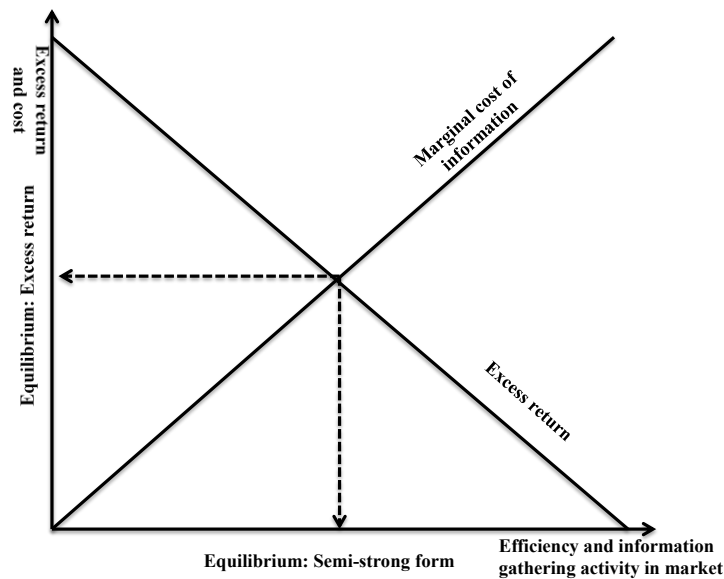 Excess return
and cost
Marginal cost of
information
Equilibrium: Excess return
Excess return
Equilibrium: Semi-strong form
Efficiency and information
gathering activity in market